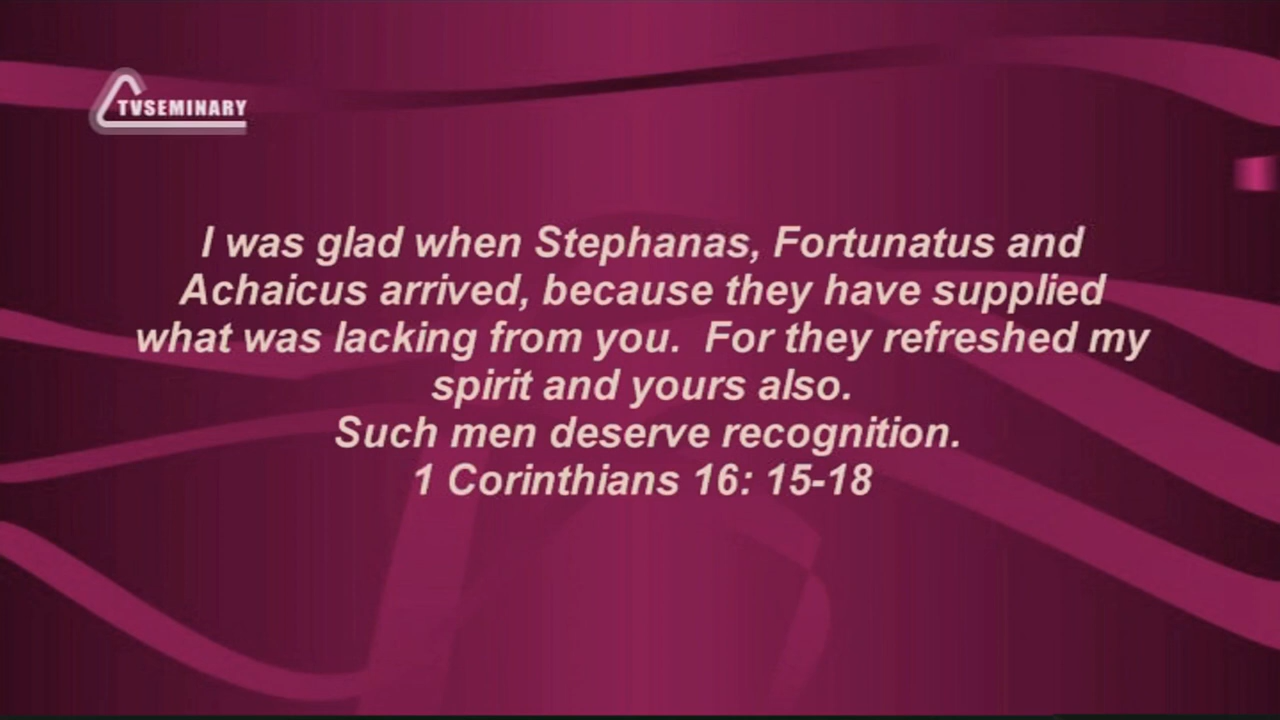 TVSEMINARY
I was glad when Stephanas, Fortunatus and
Achaicus arrived, because they have supplied
what was lacking from you.  For they refreshed my
spirit and yours also.
Such men deserve recognition.
1 Corinthians 16: 15-18